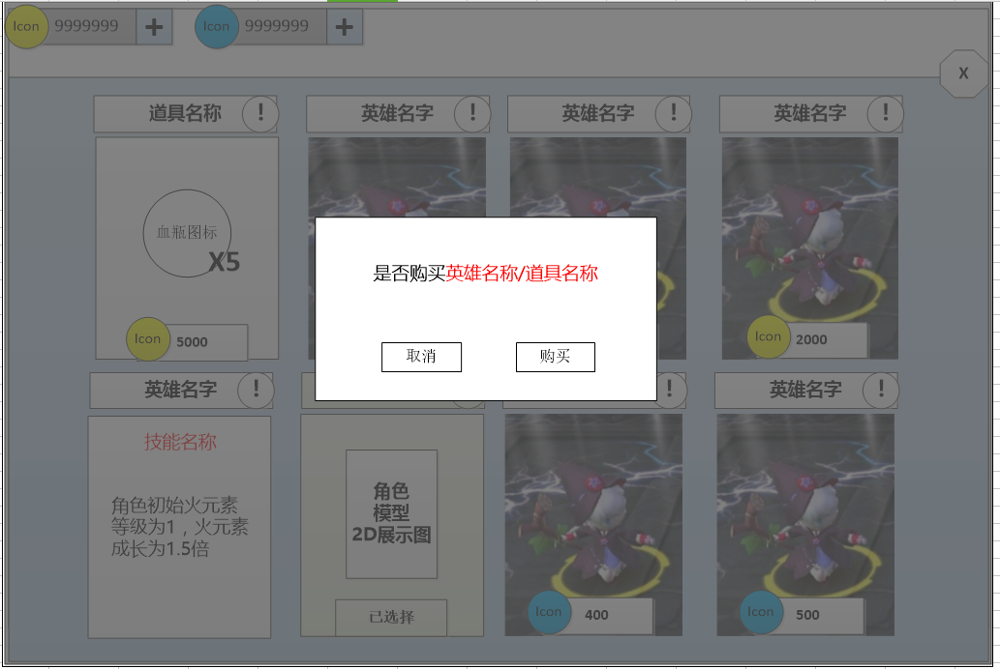 Icon 9999999 + Icon 9999999 +
X
道具名称 ! 英雄名字 ! 英雄名字 ! 英雄名字 !
血瓶图标
X5
是否购买英雄名称/道具名称
取消 购买
Icon 5000
Icon 2000
英雄名字 ! ! 英雄名字 !
技能名称
角色初始火元素
等级为1，火元素
成长为1.5倍
角色
模型
2D展示图
已选择
Icon 400
Icon 500